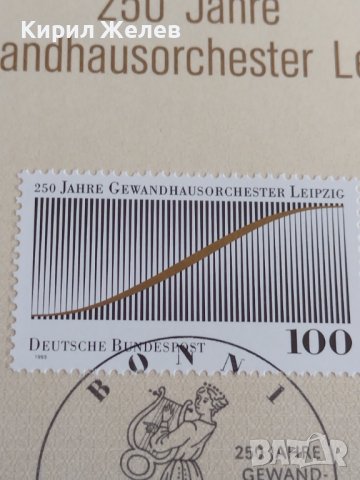 250 Jahre
andhausorchester Le
Кирил Желев
250 JAHRE GEWANDHAUSORCHESTER LEIPZIG
DEUTSCHE BUNDESPOST
100
1993
BONN 1
250 JAHRE
GEWAND-
bazar